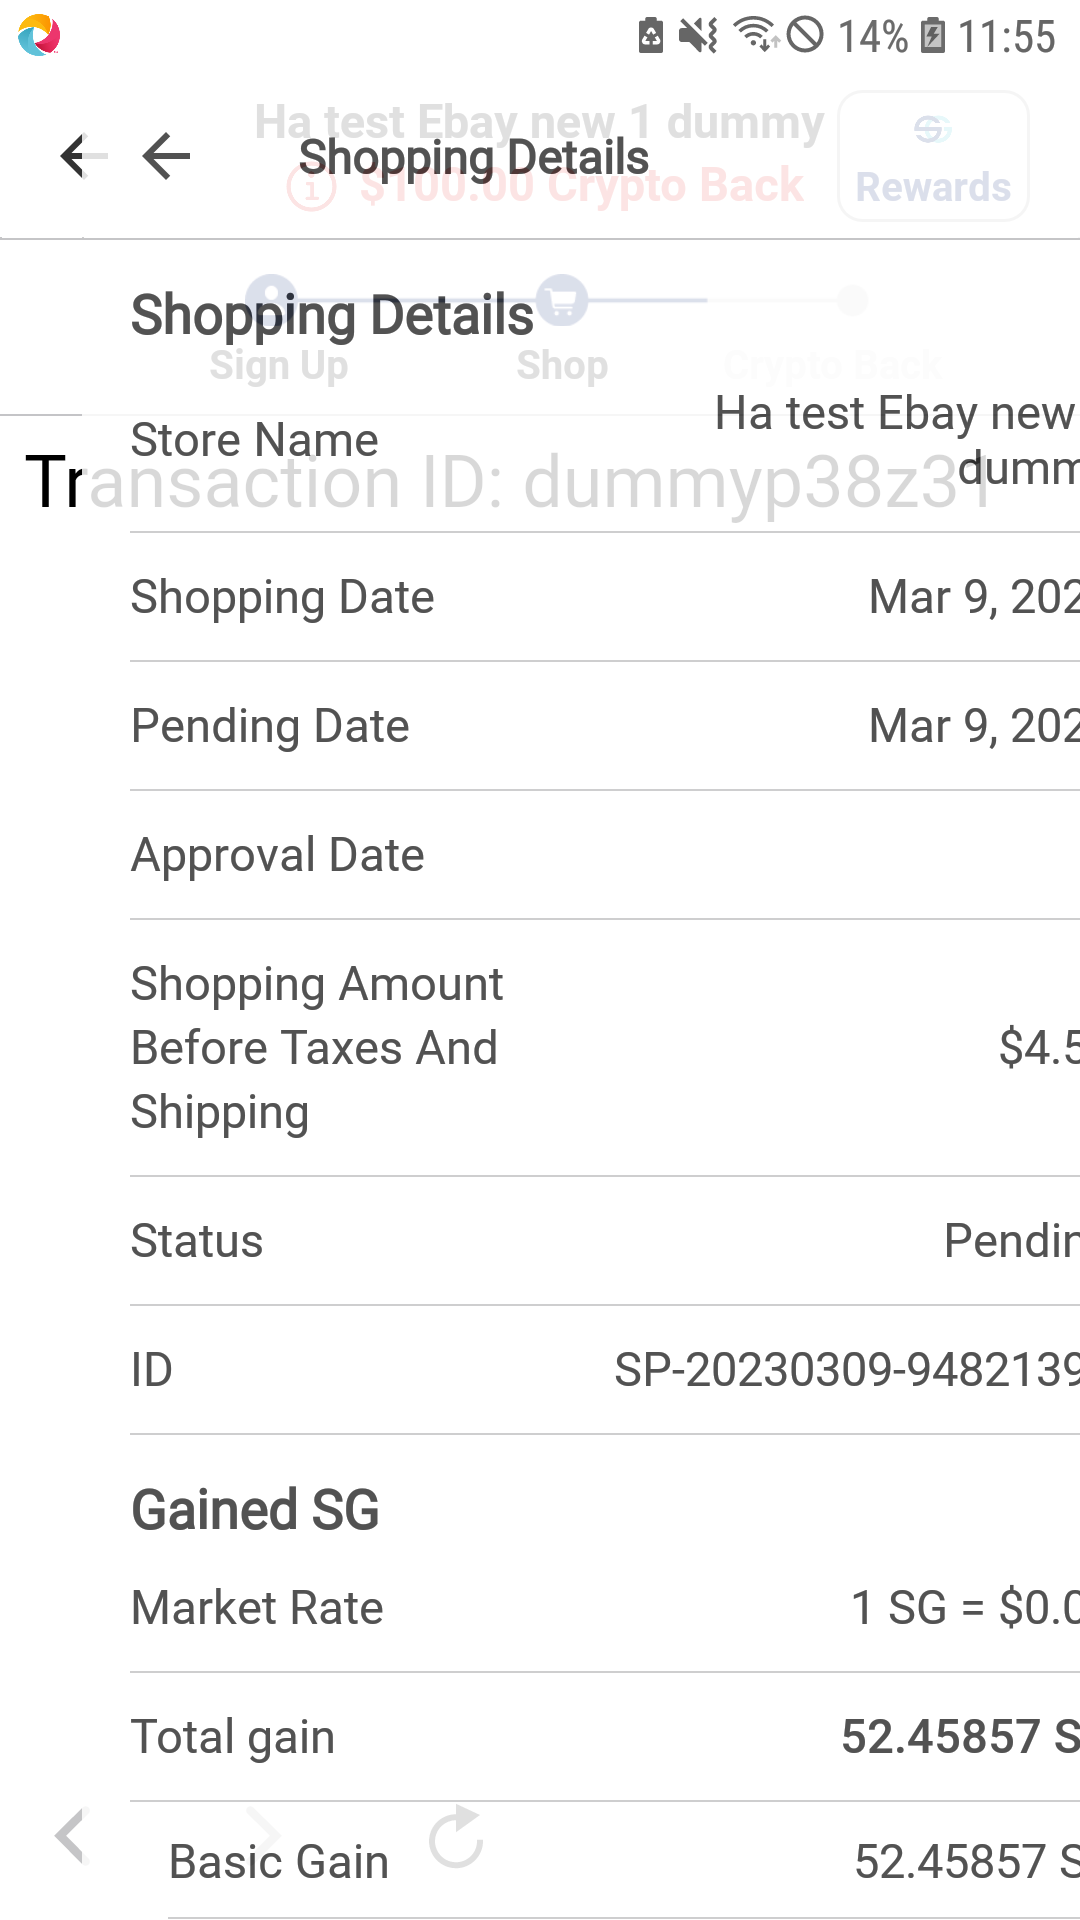 14% 11:55
Ha test Ebay new 1 dummy
Shopping Details
$100.00 Crypto Back
Rewards
Shopping Details
Sign Up Shop Crypto Back
Store Name Ha test Ebay new
dumm
Transaction ID: dummyp38z31
Shopping Date Mar 9, 202
Pending Date Mar 9, 202
Approval Date
Shopping Amount
Before Taxes And $4.5
Shipping
Status Pendin
ID SP-20230309-9482139
Gained SG
Market Rate 1 SG = $0.0
Total gain 52.45857 S
Basic Gain 52.45857 S